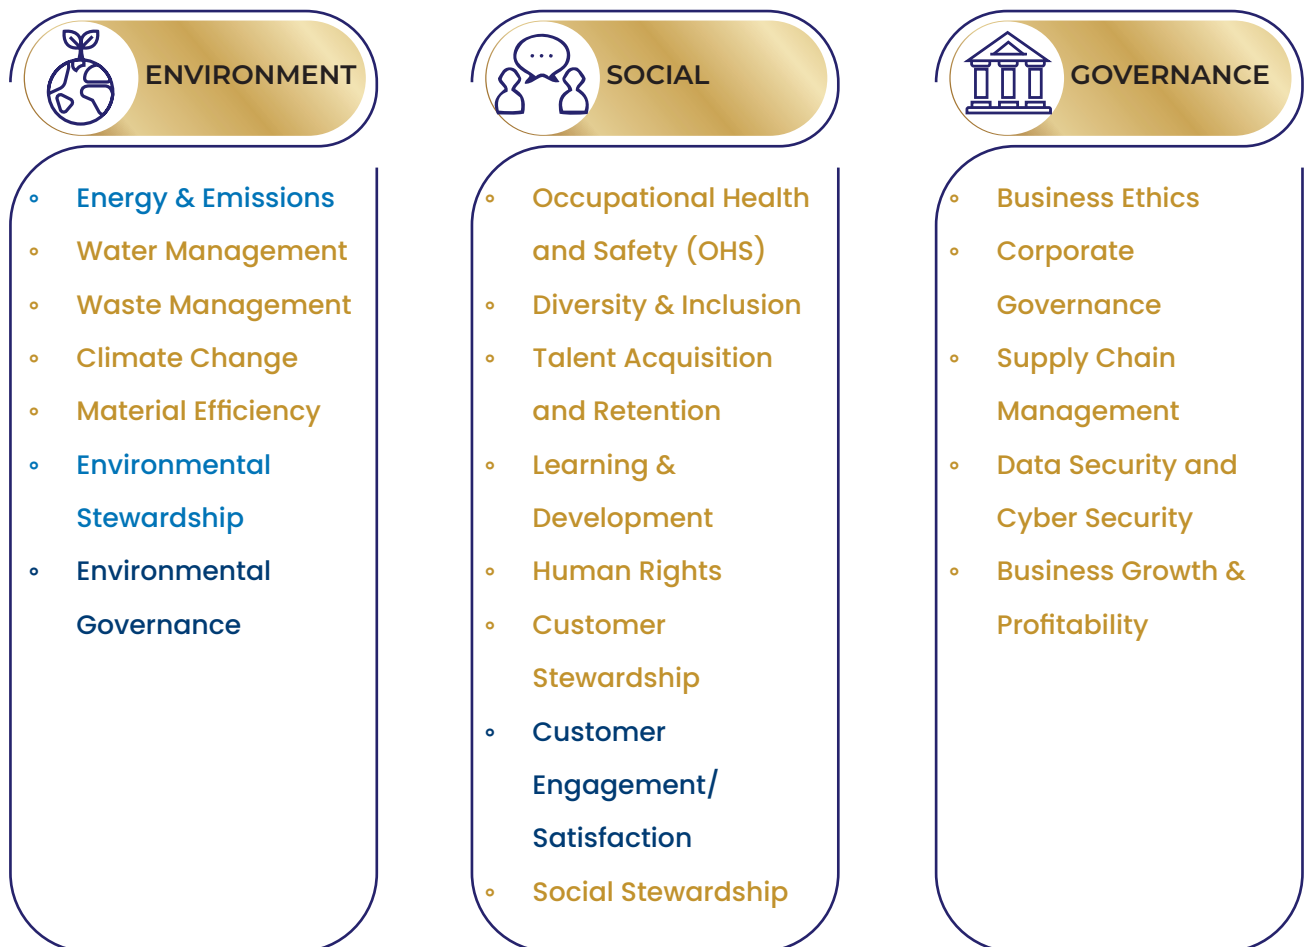 ENVIRONMENT
Energy & Emissions
Water Management
Waste Management
Climate Change
Material Efficiency
Environmental
Stewardship
Environmental
Governance
SOCIAL
Occupational Health
and Safety (OHS)
Diversity & Inclusion
Talent Acquisition
and Retention
Learning &
Development
Human Rights
Customer
Stewardship
Customer
Engagement/
Satisfaction
Social Stewardship
GOVERNANCE
Business Ethics
Corporate
Governance
Supply Chain
Management
Data Security and
Cyber Security
Business Growth &
Profitability